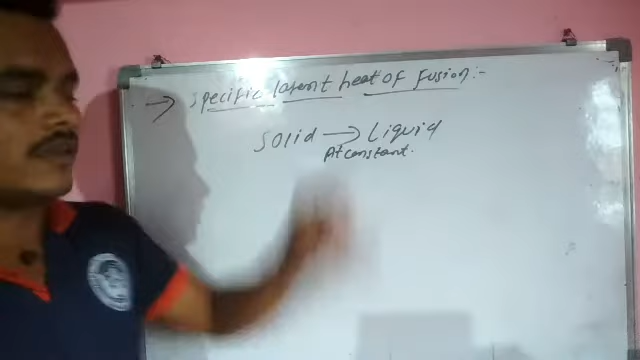 → Specific latent heat of Fusion:-
Solid → Liquid
At constant.